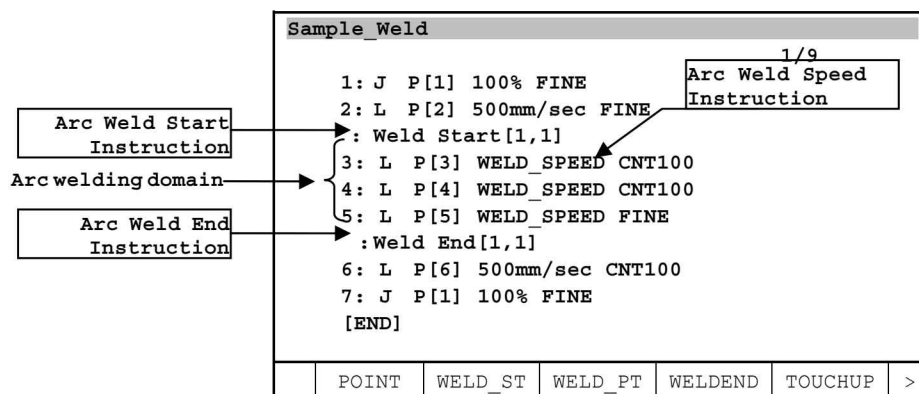 Sample_Weld
1/9
Arc Weld Speed
Instruction
1: J P[1] 100% FINE
2: L P[2] 500mm/sec FINE
Arc Weld Start
Instruction
: Weld Start[1,1]
3: L P[3] WELD_SPEED CNT100
Arc welding domain
4: L P[4] WELD_SPEED CNT100
5: L P[5] WELD_SPEED FINE
Arc Weld End
Instruction
:Weld End[1,1]
6: L P[6] 500mm/sec CNT100
7: J P[1] 100% FINE
[END]
POINT WELD_ST WELD_PT WELDEND TOUCHUP >